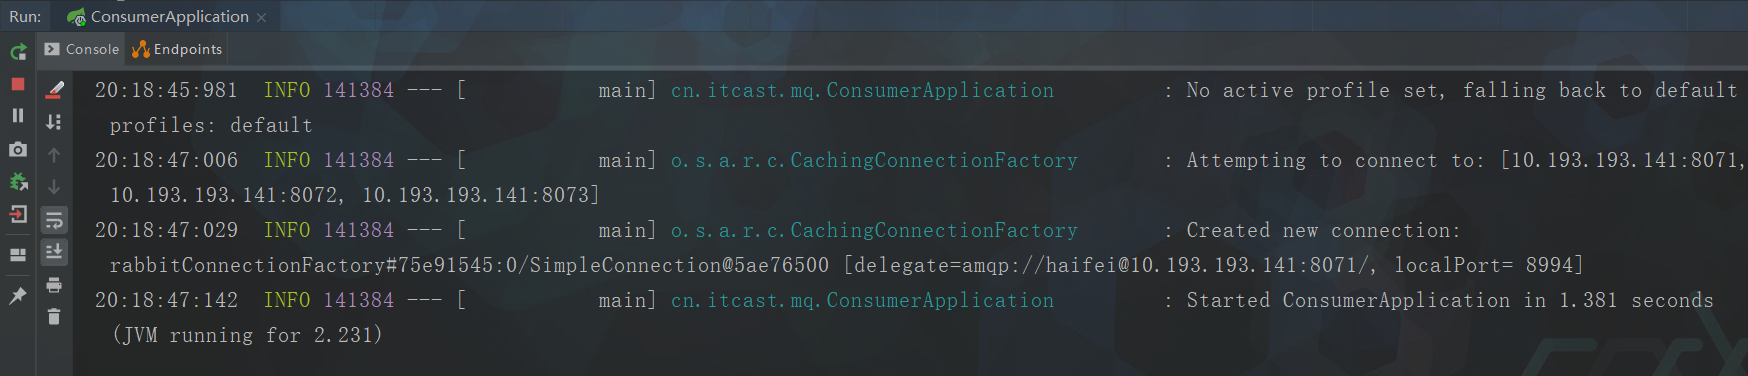 Run: ConsumerApplication ×
Console Endpoints
20:18:45:981  INFO 141384 --- [           main] cn.itcast.mq.ConsumerApplication         : No active profile set, falling back to default
profiles: default
20:18:47:006  INFO 141384 --- [           main] o.s.a.r.c.CachingConnectionFactory       : Attempting to connect to: [10.193.193.141:8071,
10.193.193.141:8072, 10.193.193.141:8073]
20:18:47:029  INFO 141384 --- [           main] o.s.a.r.c.CachingConnectionFactory       : Created new connection:
rabbitConnectionFactory#75e91545:0/SimpleConnection@5ae76500 [delegate=amqp://haifei@10.193.193.141:8071/, localPort= 8994]
20:18:47:142  INFO 141384 --- [           main] cn.itcast.mq.ConsumerApplication         : Started ConsumerApplication in 1.381 seconds
(JVM running for 2.231)